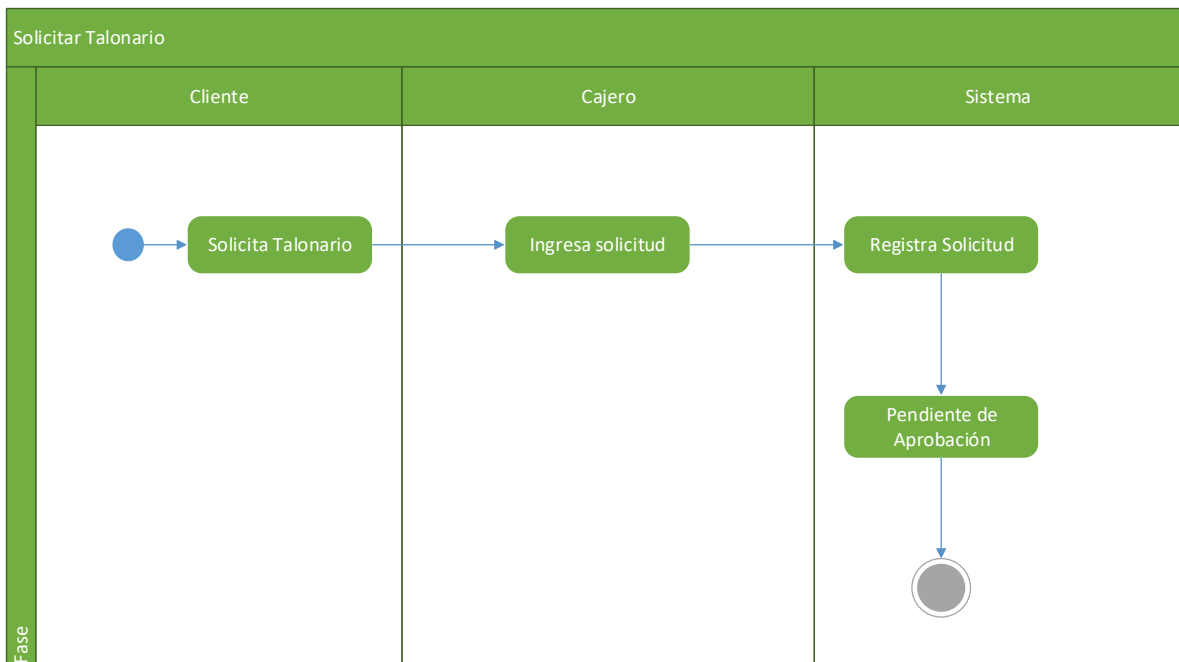 Solicitar Talonario
Cliente
Cajero
Sistema
Solicita Talonario
Ingresa solicitud
Registra Solicitud
Pendiente de
Aprobación
Fase